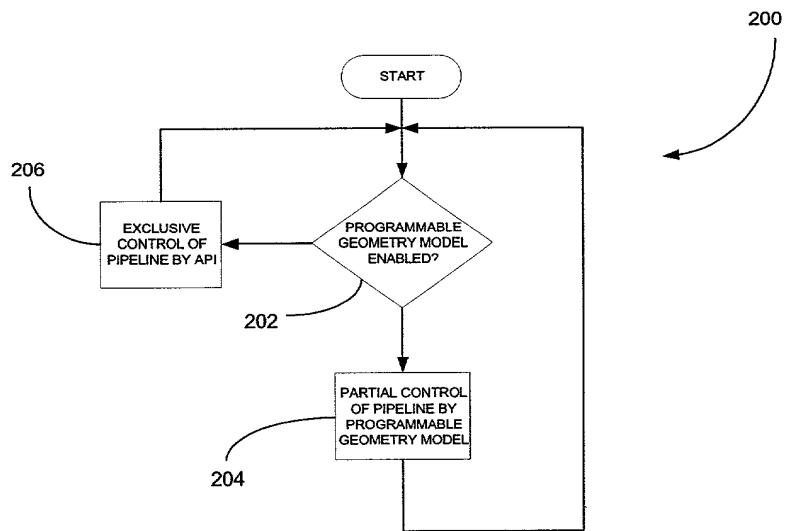 200
START
206
EXCLUSIVE
CONTROL OF
PIPELINE BY API
PROGRAMMABLE
GEOMETRY MODEL
ENABLED?
202
PARTIAL CONTROL
OF PIPELINE BY
PROGRAMMABLE
GEOMETRY MODEL
204